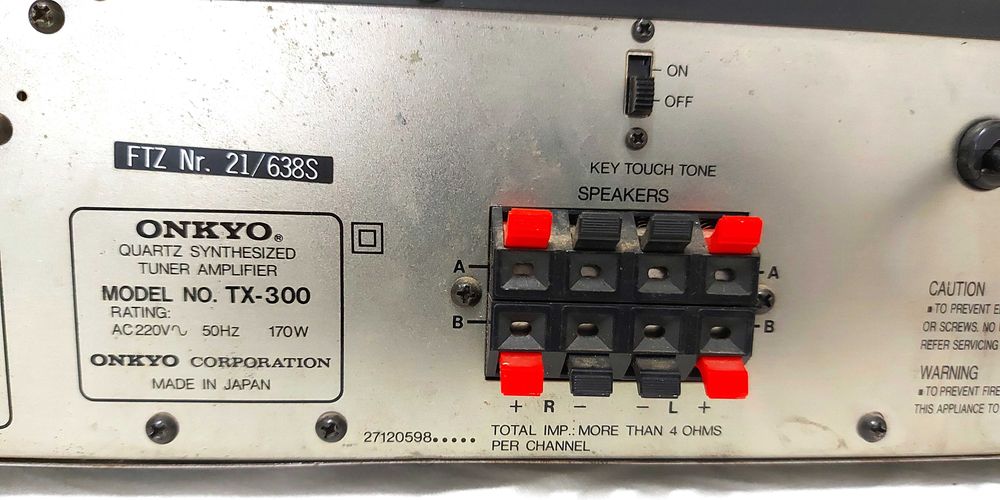 ON
OFF
KEY TOUCH TONE
SPEAKERS
FTZ Nr. 21/638S
ONKYO®
QUARTZ SYNTHESIZED
TUNER AMPLIFIER
MODEL NO. TX-300
RATING:
AC 220V∿ 50Hz 170W
ONKYO CORPORATION
MADE IN JAPAN
A A
B B
+ R − − L +
27120598.....
TOTAL IMP.: MORE THAN 4 OHMS
PER CHANNEL
CAUTION
■ TO PREVENT
OR SCREWS. NO
REFER SERVICING
WARNING
■ TO PREVENT FIRE
THIS APPLIANCE TO